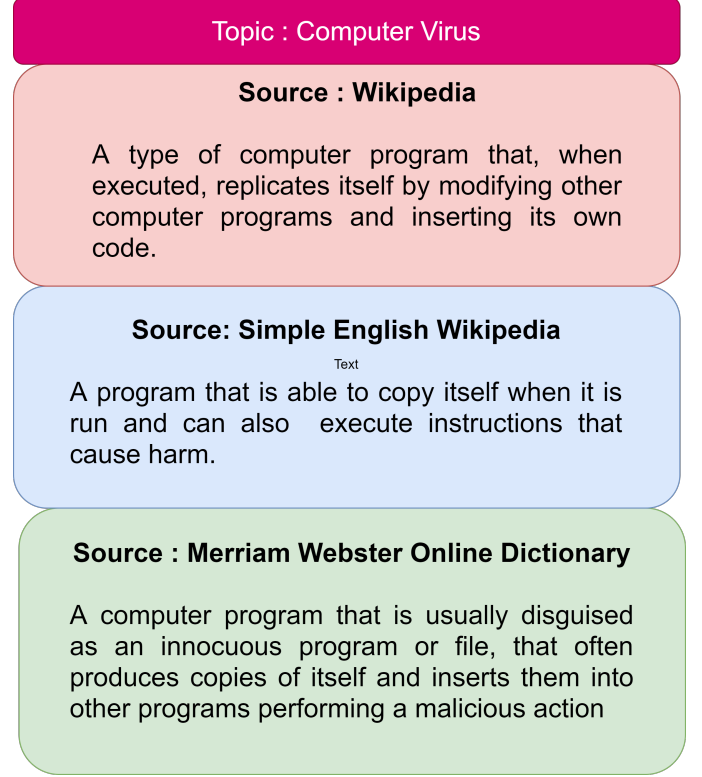 Topic : Computer Virus
Source : Wikipedia
A type of computer program that, when
executed, replicates itself by modifying other
computer programs and inserting its own
code.
Source: Simple English Wikipedia
Text
A program that is able to copy itself when it is
run and can also execute instructions that
cause harm.
Source : Merriam Webster Online Dictionary
A computer program that is usually disguised
as an innocuous program or file, that often
produces copies of itself and inserts them into
other programs performing a malicious action